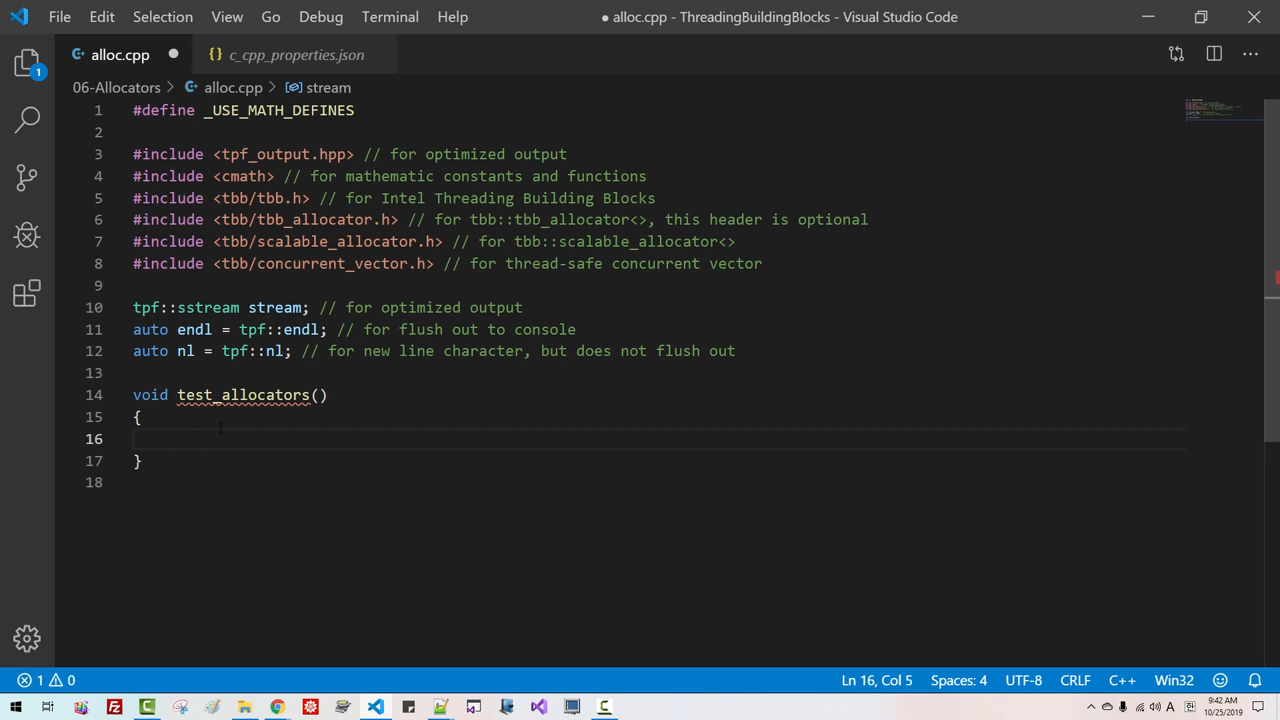 File Edit Selection View Go Debug Terminal Help ● alloc.cpp - ThreadingBuildingBlocks - Visual Studio Code
alloc.cpp ● {} c_cpp_properties.json
1
06-Allocators > alloc.cpp > stream
1 #define _USE_MATH_DEFINES
2
3 #include <tpf_output.hpp> // for optimized output
4 #include <cmath> // for mathematic constants and functions
5 #include <tbb/tbb.h> // for Intel Threading Building Blocks
6 #include <tbb/tbb_allocator.h> // for tbb::tbb_allocator<>, this header is optional
7 #include <tbb/scalable_allocator.h> // for tbb::scalable_allocator<>
8 #include <tbb/concurrent_vector.h> // for thread-safe concurrent vector
9
10 tpf::sstream stream; // for optimized output
11 auto endl = tpf::endl; // for flush out to console
12 auto nl = tpf::nl; // for new line character, but does not flush out
13
14 void test_allocators()
15 {
16
17 }
18
1 0 Ln 16, Col 5 Spaces: 4 UTF-8 CRLF C++ Win32
A 9:42 AM
10/25/2019